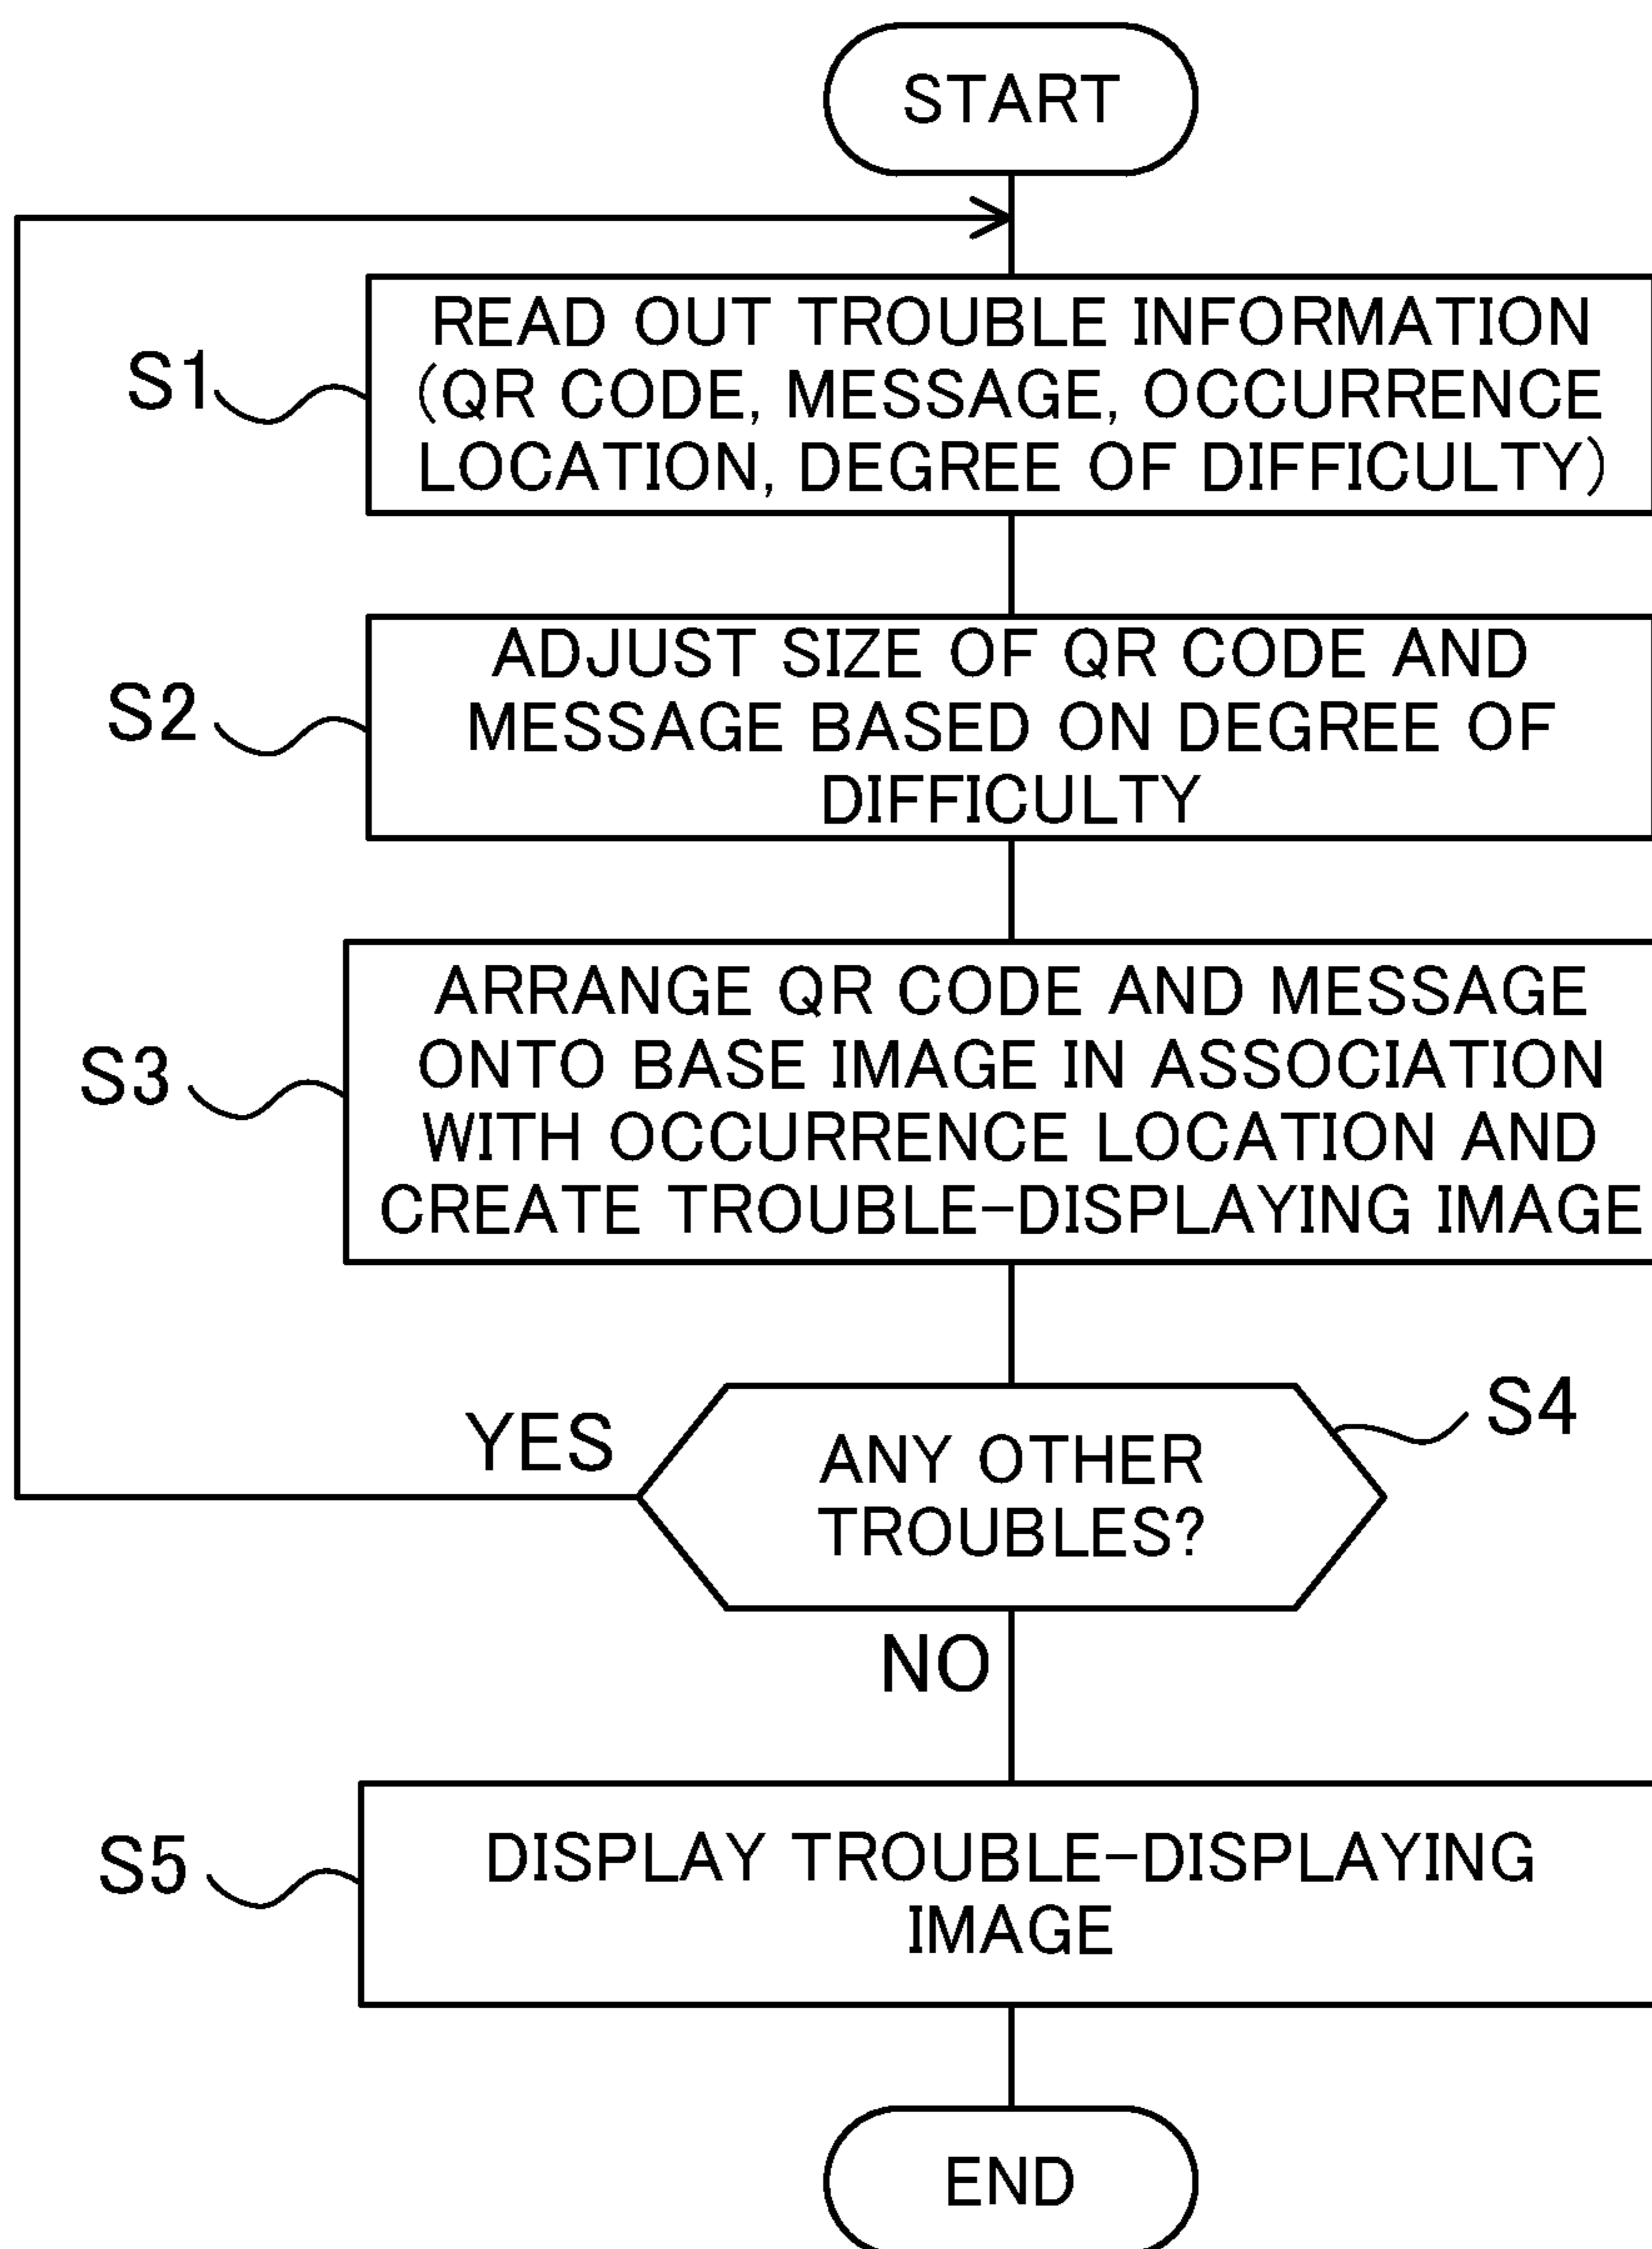 START
S1
READ OUT TROUBLE INFORMATION
(QR CODE, MESSAGE, OCCURRENCE
LOCATION, DEGREE OF DIFFICULTY)
S2
ADJUST SIZE OF QR CODE AND
MESSAGE BASED ON DEGREE OF
DIFFICULTY
S3
ARRANGE QR CODE AND MESSAGE
ONTO BASE IMAGE IN ASSOCIATION
WITH OCCURRENCE LOCATION AND
CREATE TROUBLE-DISPLAYING IMAGE
S4
YES
ANY OTHER
TROUBLES?
NO
S5
DISPLAY TROUBLE-DISPLAYING
IMAGE
END